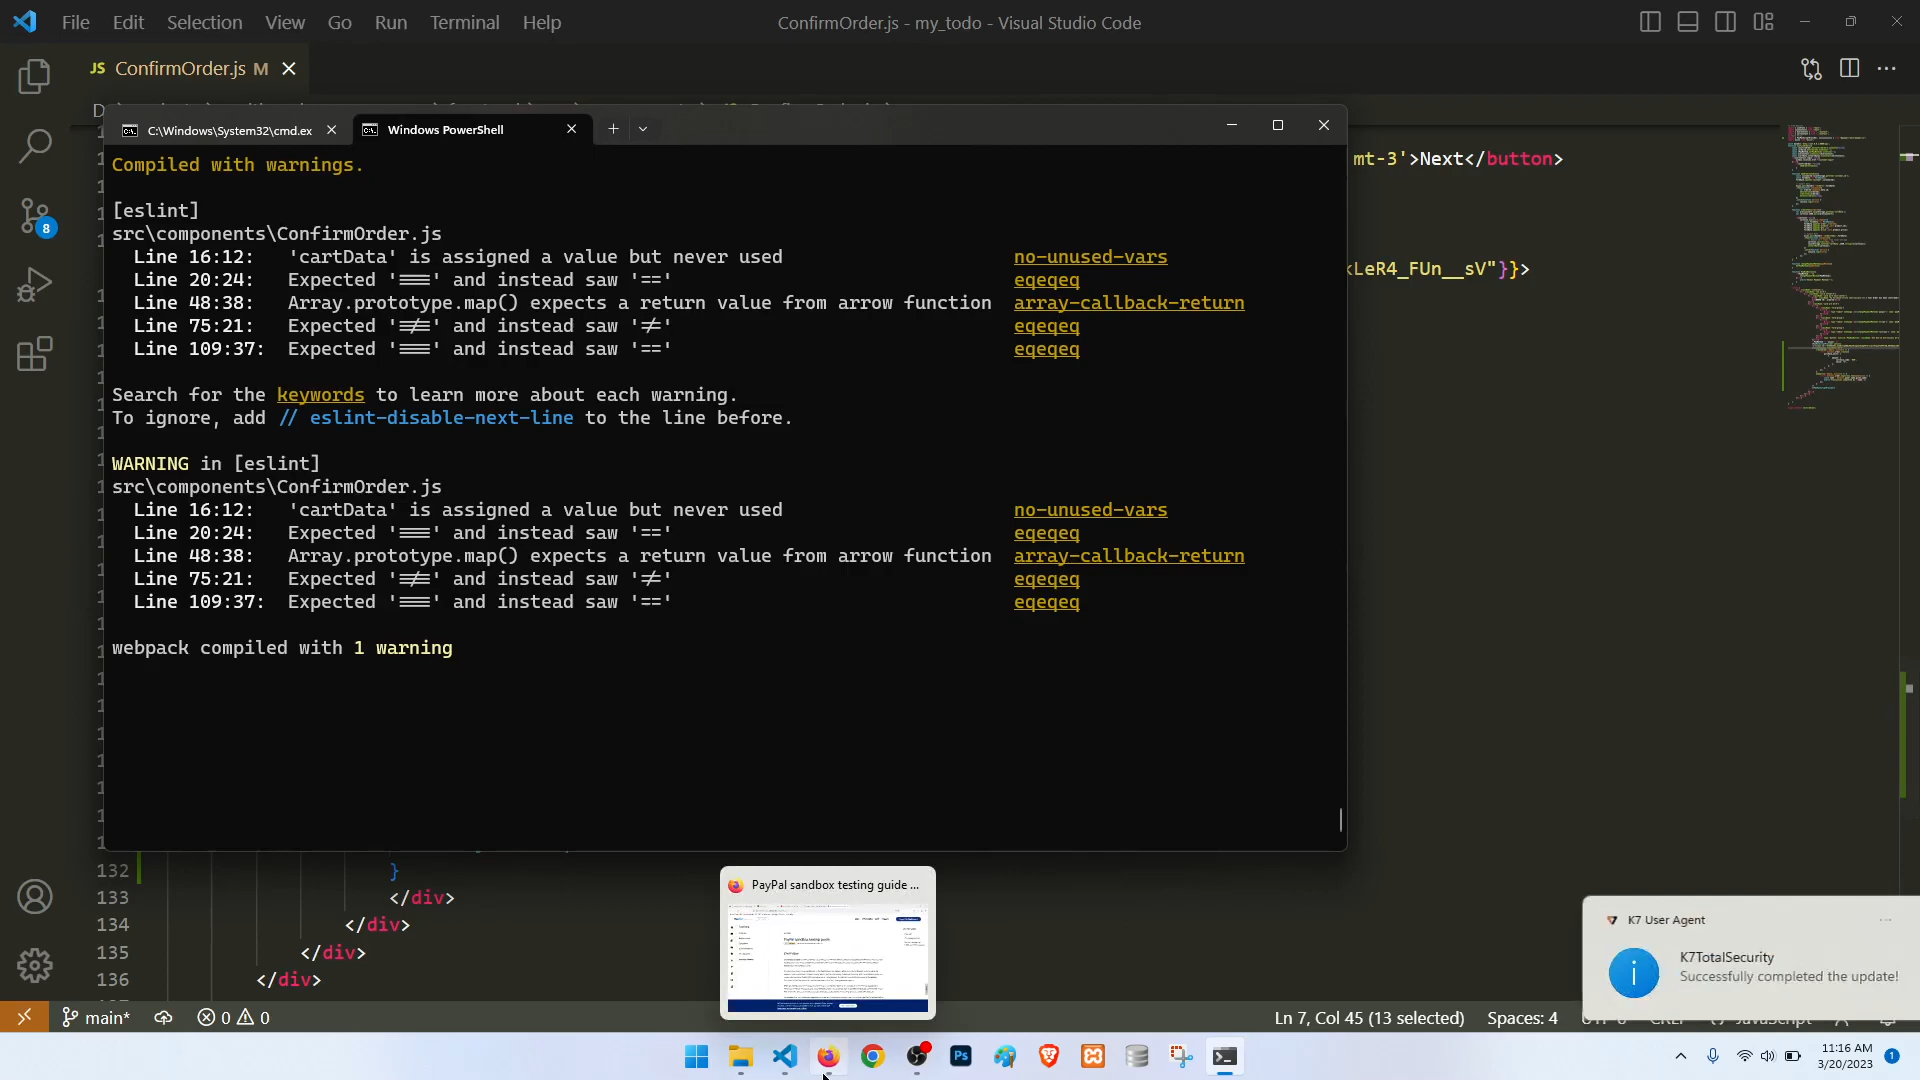 File Edit Selection View Go Run Terminal Help
ConfirmOrder.js - my_todo - Visual Studio Code
JS ConfirmOrder.js M
C:\Windows\System32\cmd.ex
Windows PowerShell
Compiled with warnings.
mt-3'>Next</button>
[eslint]
src\components\ConfirmOrder.js
Line 16:12: 'cartData' is assigned a value but never used no-unused-vars
Line 20:24: Expected '===' and instead saw '==' eqeqeq
kLeR4_FUn__sV"}}>
Line 48:38: Array.prototype.map() expects a return value from arrow function array-callback-return
Line 75:21: Expected '!==' and instead saw '!=' eqeqeq
Line 109:37: Expected '===' and instead saw '==' eqeqeq
Search for the keywords to learn more about each warning.
To ignore, add // eslint-disable-next-line to the line before.
WARNING in [eslint]
src\components\ConfirmOrder.js
Line 16:12: 'cartData' is assigned a value but never used no-unused-vars
Line 20:24: Expected '===' and instead saw '==' eqeqeq
Line 48:38: Array.prototype.map() expects a return value from arrow function array-callback-return
Line 75:21: Expected '!==' and instead saw '!=' eqeqeq
Line 109:37: Expected '===' and instead saw '==' eqeqeq
webpack compiled with 1 warning
8
132 }
133 </div>
134 </div>
135 </div>
136 </div>
PayPal sandbox testing guide ...
K7 User Agent
K7TotalSecurity
Successfully completed the update!
main* 0 0
Ln 7, Col 45 (13 selected) Spaces: 4
Ps
11:16 AM
3/20/2023
1